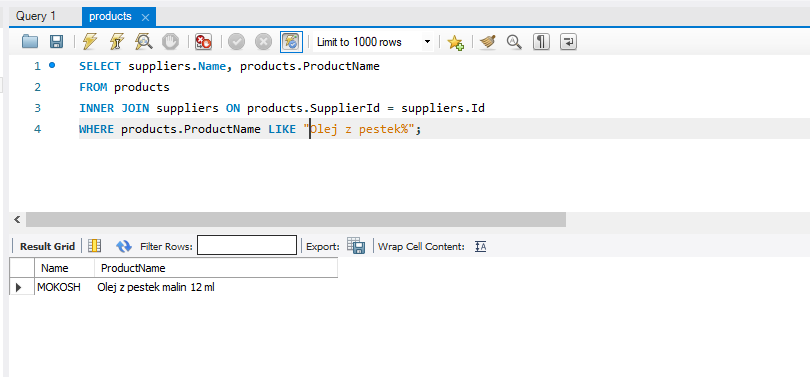 Query 1 products
Limit to 1000 rows
1 SELECT suppliers.Name, products.ProductName
2 FROM products
3 INNER JOIN suppliers ON products.SupplierId = suppliers.Id
4 WHERE products.ProductName LIKE "Olej z pestek%";
Result Grid Filter Rows: Export: Wrap Cell Content:
Name ProductName
MOKOSH Olej z pestek malin 12 ml